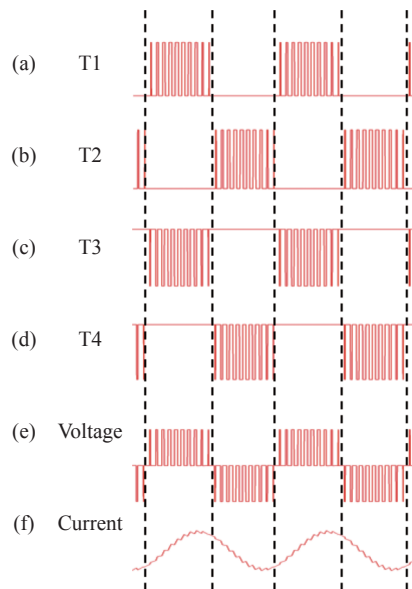 (a) T1
(b) T2
(c) T3
(d) T4
(e) Voltage
(f) Current